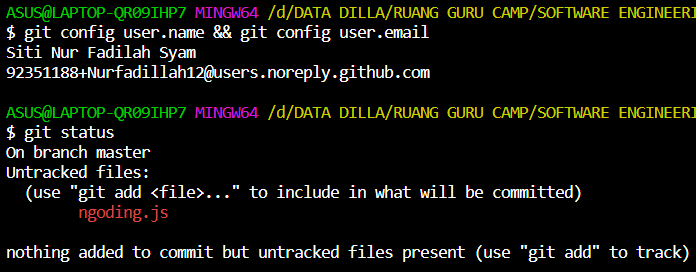 ASUS@LAPTOP-QR09IHP7 MINGW64 /d/DATA DILLA/RUANG GURU CAMP/SOFTWARE ENGINEERI
$ git config user.name && git config user.email
Siti Nur Fadilah Syam
92351188+Nurfadillah12@users.noreply.github.com
ASUS@LAPTOP-QR09IHP7 MINGW64 /d/DATA DILLA/RUANG GURU CAMP/SOFTWARE ENGINEERI
$ git status
On branch master
Untracked files:
(use "git add <file>..." to include in what will be committed)
ngoding.js
nothing added to commit but untracked files present (use "git add" to track)